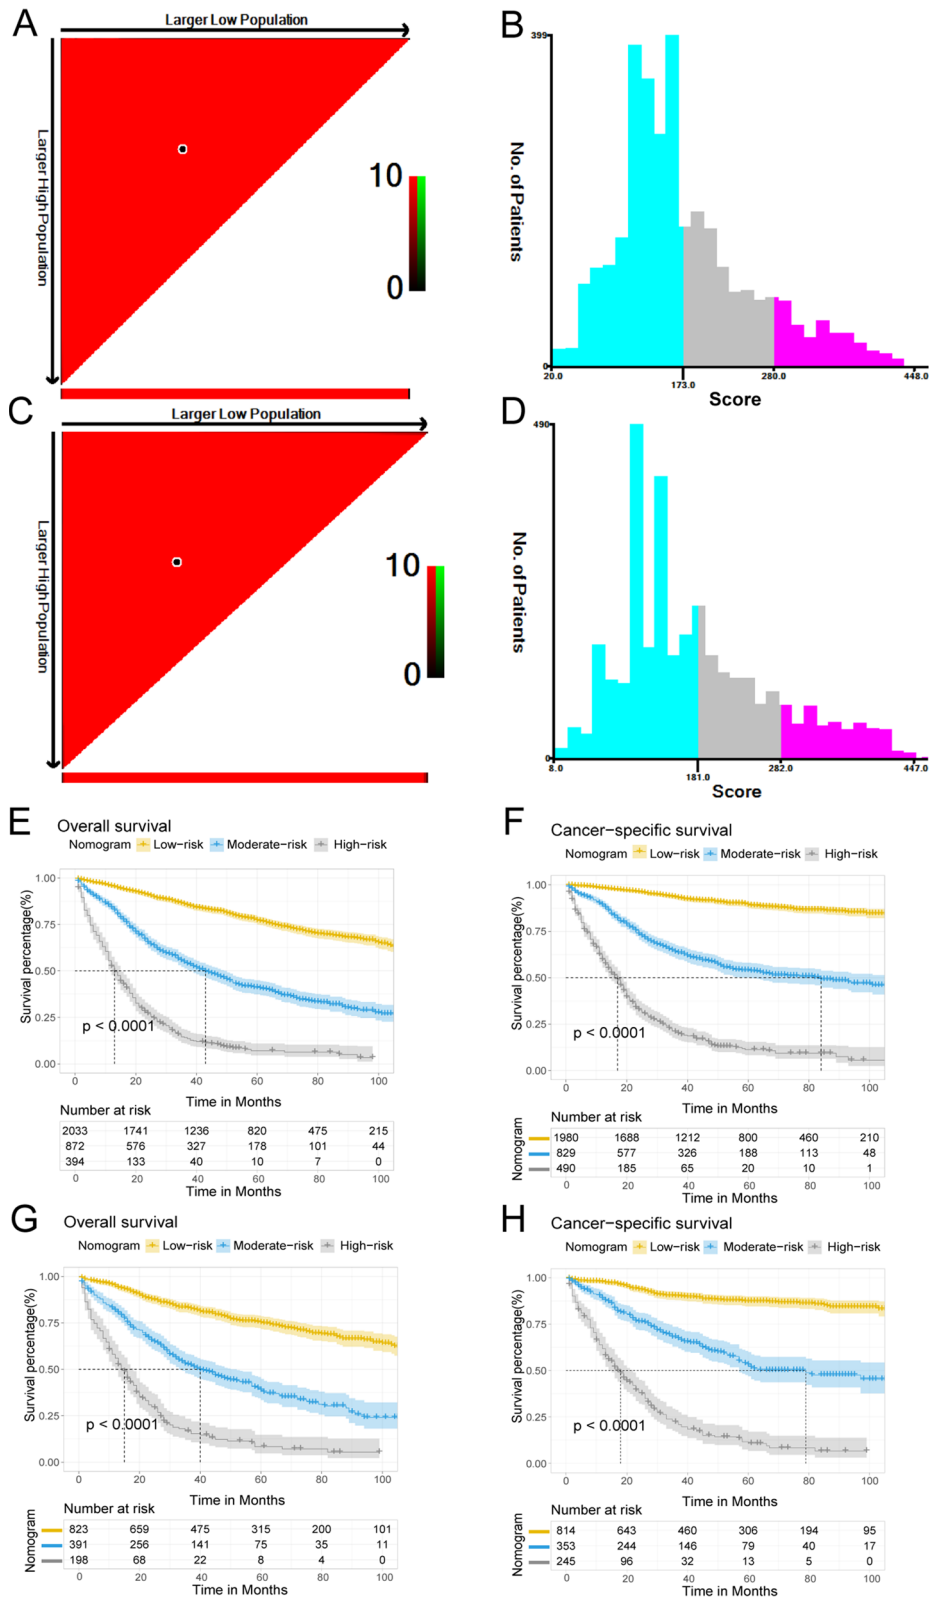 A
Larger Low Population
Larger High Population
10
0
B
399
No. of Patients
0
20.0
173.0
280.0
448.0
Score
C
Larger Low Population
Larger High Population
10
0
D
490
No. of Patients
0
8.0
181.0
282.0
447.0
Score
E
Overall survival
Nomogram Low-risk Moderate-risk High-risk
Survival percentage(%)
1.00
0.75
0.50
0.25
0.00
p < 0.0001
0 20 40 60 80 100
Time in Months
Number at risk
2033 1741 1236 820 475 215
872 576 327 178 101 44
394 133 40 10 7 0
0 20 40 60 80 100
Time in Months
F
Cancer-specific survival
Nomogram Low-risk Moderate-risk High-risk
Survival percentage(%)
1.00
0.75
0.50
0.25
0.00
p < 0.0001
0 20 40 60 80 100
Time in Months
Number at risk
Nomogram
1980 1688 1212 800 460 210
829 577 326 188 113 48
490 185 65 20 10 1
0 20 40 60 80 100
Time in Months
G
Overall survival
Nomogram Low-risk Moderate-risk High-risk
Survival percentage(%)
1.00
0.75
0.50
0.25
0.00
p < 0.0001
0 20 40 60 80 100
Time in Months
Number at risk
Nomogram
823 659 475 315 200 101
391 256 141 75 35 11
198 68 22 8 4 0
0 20 40 60 80 100
Time in Months
H
Cancer-specific survival
Nomogram Low-risk Moderate-risk High-risk
Survival percentage(%)
1.00
0.75
0.50
0.25
0.00
p < 0.0001
0 20 40 60 80 100
Time in Months
Number at risk
Nomogram
814 643 460 306 194 95
353 244 146 79 40 17
245 96 32 13 5 0
0 20 40 60 80 100
Time in Months